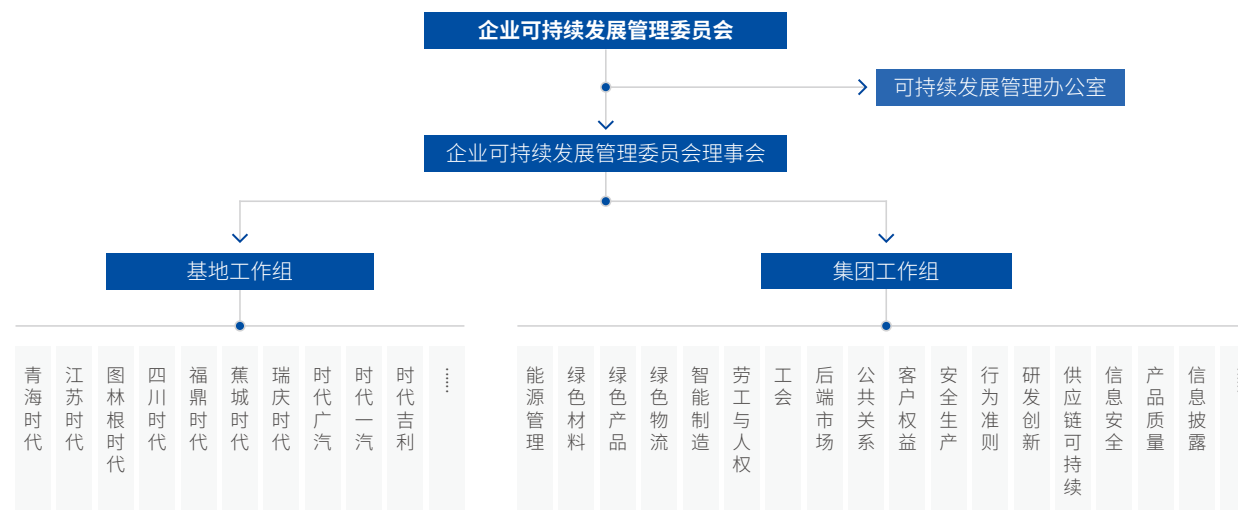 企业可持续发展管理委员会
可持续发展管理办公室
企业可持续发展管理委员会理事会
基地工作组
集团工作组
青海时代
江苏时代
图林根时代
四川时代
福鼎时代
蕉城时代
瑞庆时代
时代广汽
时代一汽
时代吉利
......
能源管理
绿色材料
绿色产品
绿色物流
智能制造
劳工与人权
工会
后端市场
公共关系
客户权益
安全生产
行为准则
研发创新
供应链可持续
信息安全
产品质量
信息披露
......